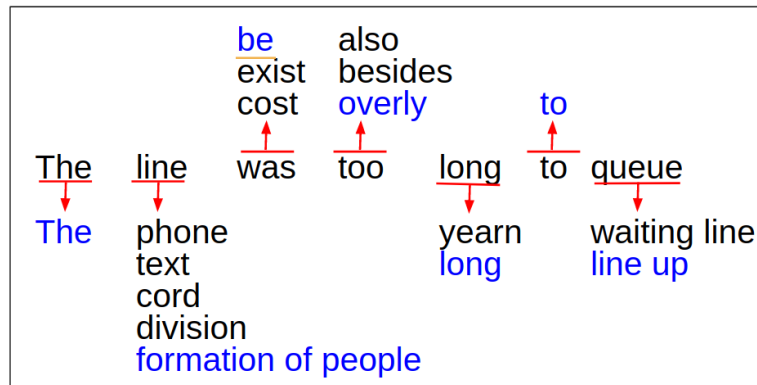 be also
exist besides
cost overly to
The line was too long to queue
The phone yearn waiting line
text long line up
cord
division
formation of people